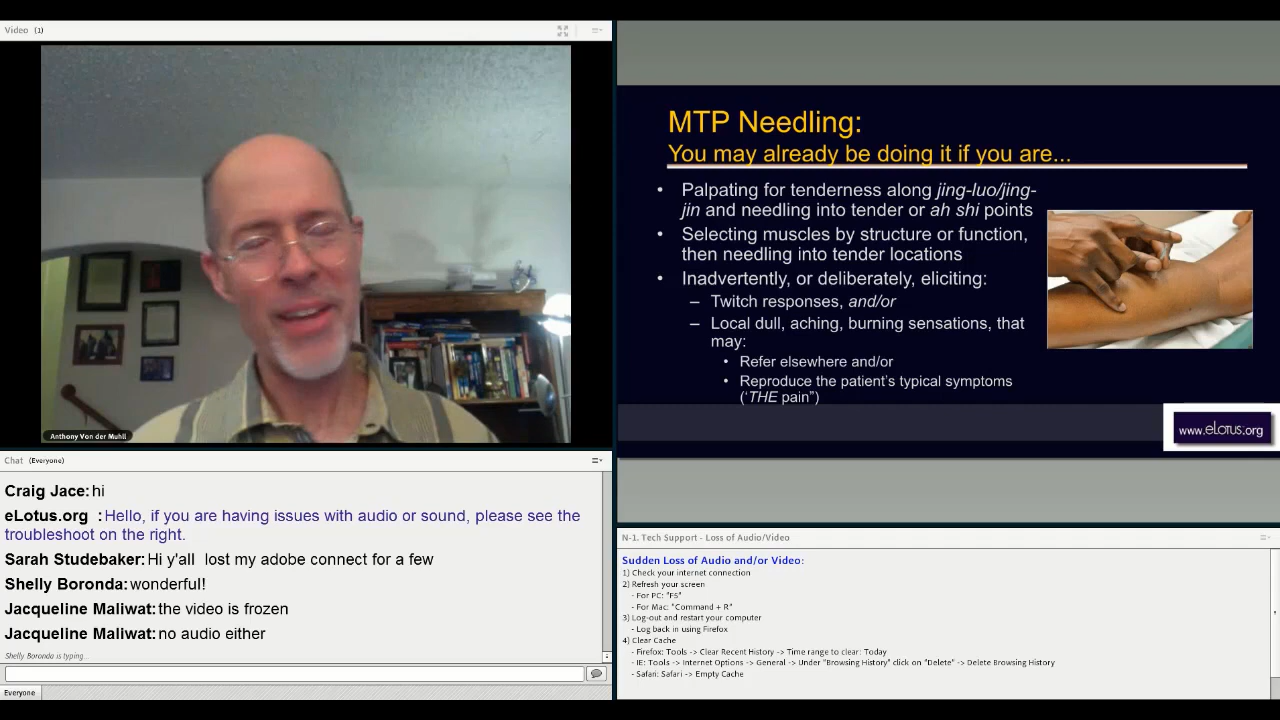 Video (1)
Anthony Von der Muhll
Chat (Everyone)
Craig Jace: hi
eLotus.org : Hello, if you are having issues with audio or sound, please see the
troubleshoot on the right.
Sarah Studebaker: Hi y'all lost my adobe connect for a few
Shelly Boronda: wonderful!
Jacqueline Maliwat: the video is frozen
Jacqueline Maliwat: no audio either
Shelly Boronda is typing...
Everyone
MTP Needling:
You may already be doing it if you are...
• Palpating for tenderness along jing-luo/jing-
jin and needling into tender or ah shi points
• Selecting muscles by structure or function,
then needling into tender locations
• Inadvertently, or deliberately, eliciting:
– Twitch responses, and/or
– Local dull, aching, burning sensations, that
may:
• Refer elsewhere and/or
• Reproduce the patient's typical symptoms
('THE pain")
www.eLotus.org
N-1. Tech Support - Loss of Audio/Video
Sudden Loss of Audio and/or Video:
1) Check your internet connection
2) Refresh your screen
- For PC: "F5"
- For Mac: "Command + R"
3) Log-out and restart your computer
- Log back in using Firefox
4) Clear Cache
- Firefox: Tools -> Clear Recent History -> Time range to clear: Today
- IE: Tools -> Internet Options -> General -> Under "Browsing History" click on "Delete" -> Delete Browsing History
- Safari: Safari -> Empty Cache